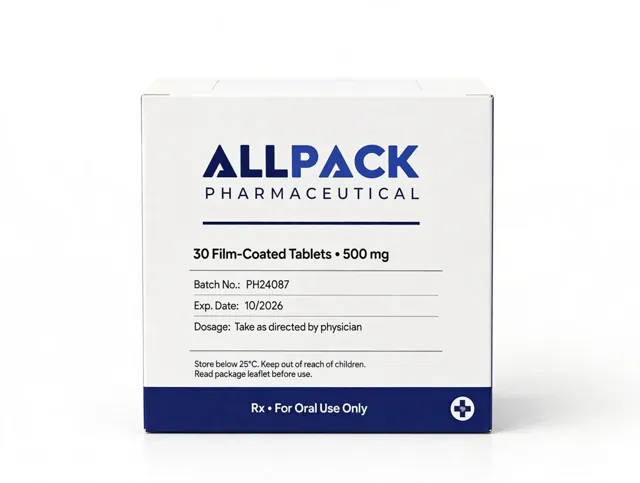 ALLPACK
PHARMACEUTICAL
30 Film-Coated Tablets • 500 mg
Batch No.: PH24087
Exp. Date: 10/2026
Dosage: Take as directed by physician
Store below 25°C. Keep out of reach of children.
Read package leaflet before use.
Rx • For Oral Use Only